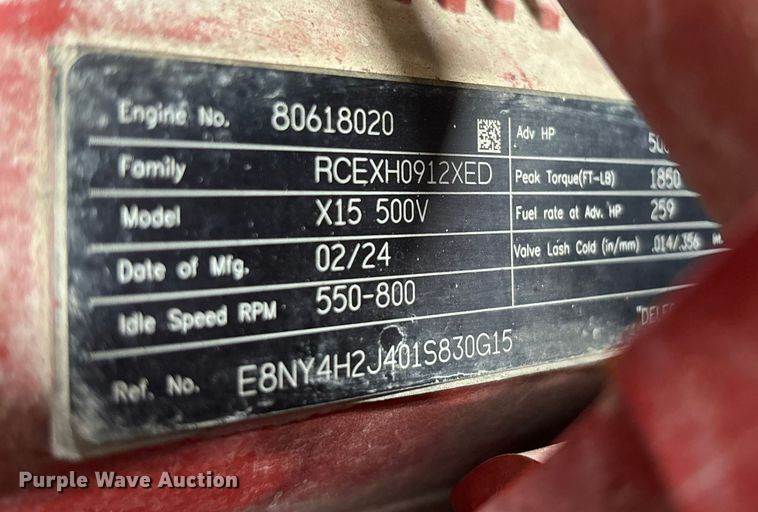 Engine No. 80618020
Family RCEXH0912XED
Model X15 500V
Date of Mfg. 02/24
Idle Speed RPM 550-800
Ref. No. E8NY4H2J401S830G15
Adv HP
Peak Torque(FT-LB) 1850
Fuel rate at Adv. HP 259
Valve Lash Cold (in/mm) .014/.356
Purple Wave Auction